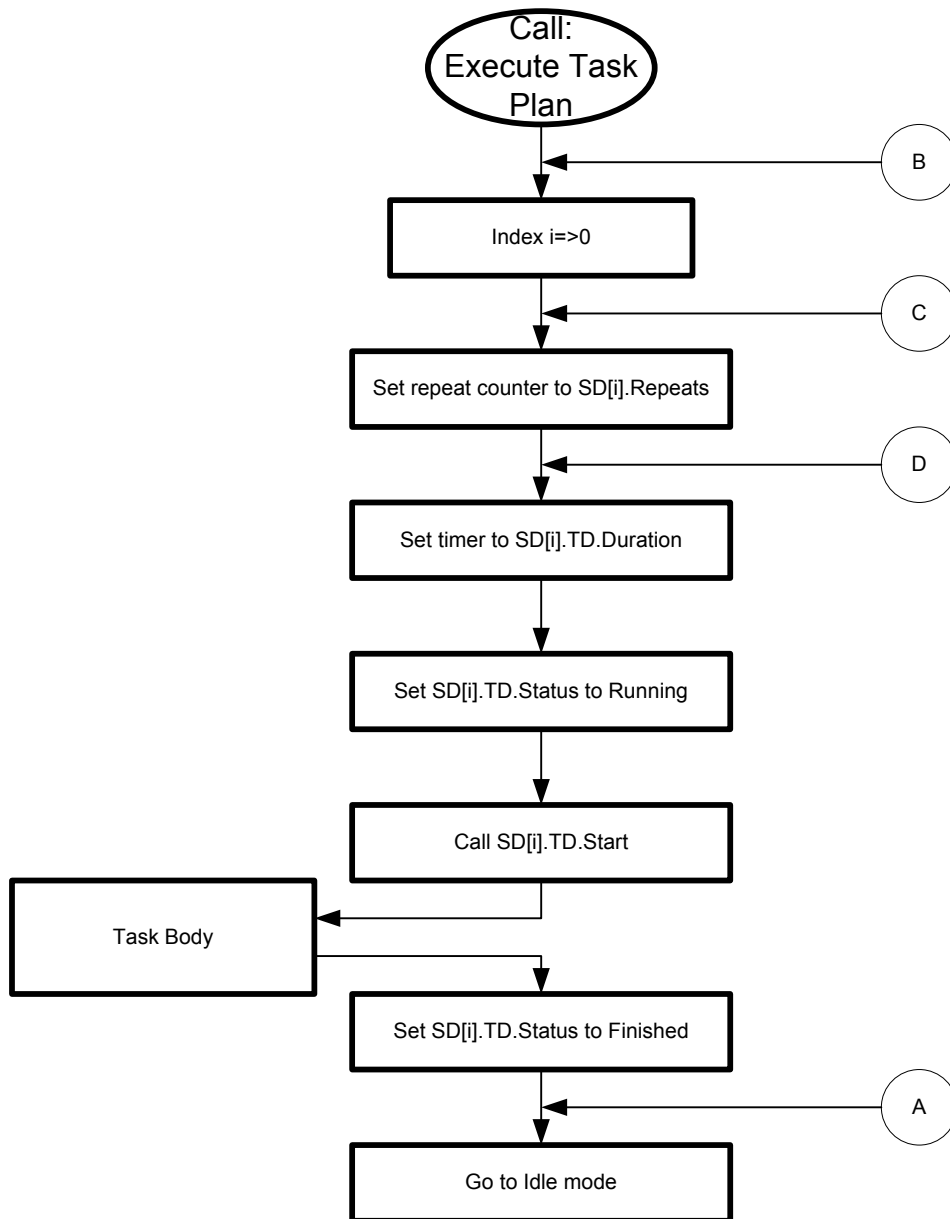 Call:
Execute Task
Plan
B
Index i=>0
C
Set repeat counter to SD[i].Repeats
D
Set timer to SD[i].TD.Duration
Set SD[i].TD.Status to Running
Call SD[i].TD.Start
Task Body
Set SD[i].TD.Status to Finished
A
Go to Idle mode